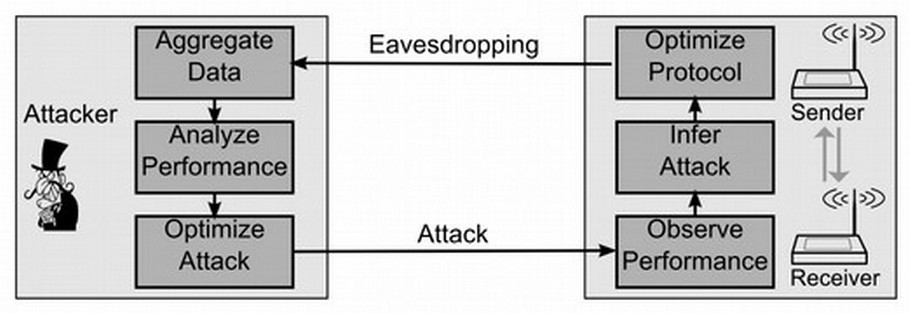 Attacker
Aggregate
Data
Analyze
Performance
Optimize
Attack
Eavesdropping
Attack
Optimize
Protocol
Infer
Attack
Observe
Performance
Sender
Receiver